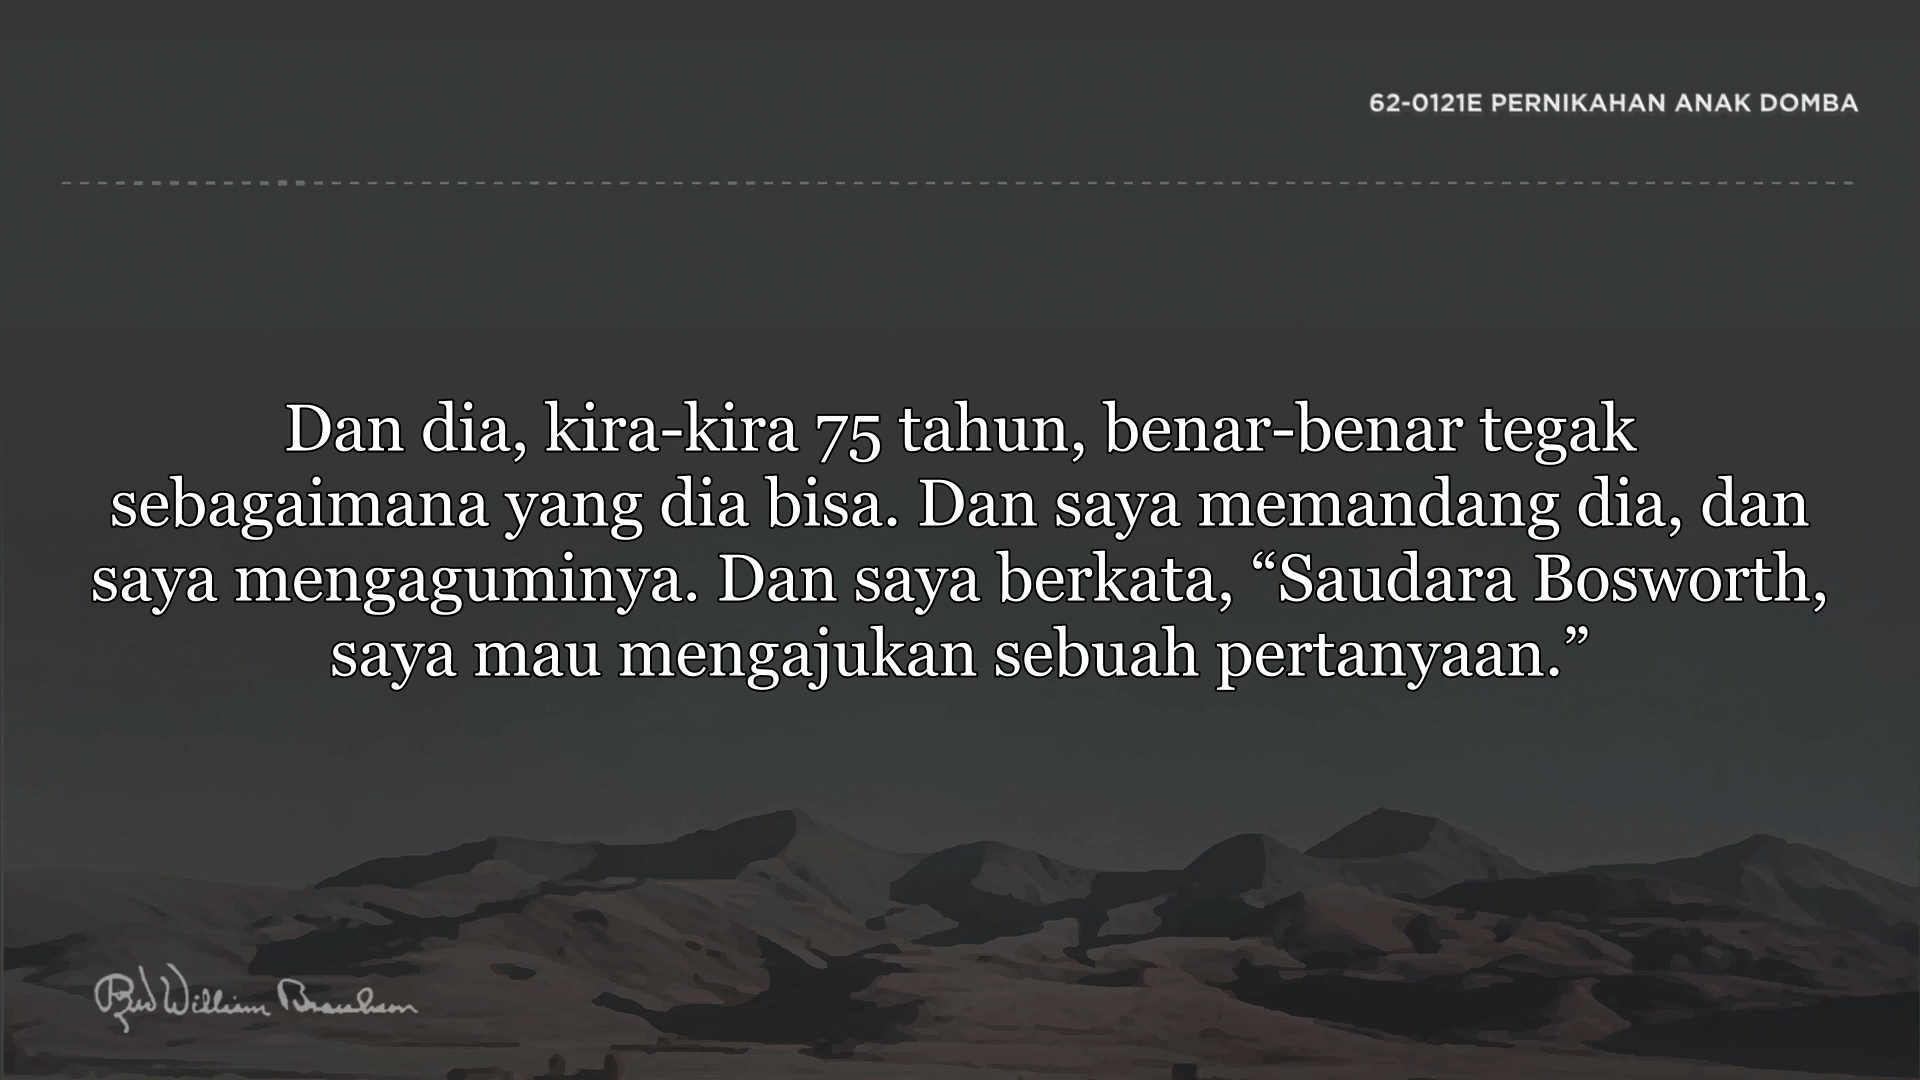 62-0121E PERNIKAHAN ANAK DOMBA
Dan dia, kira-kira 75 tahun, benar-benar tegak
sebagaimana yang dia bisa. Dan saya memandang dia, dan
saya mengaguminya. Dan saya berkata, “Saudara Bosworth,
saya mau mengajukan sebuah pertanyaan.”
Rev William Branham